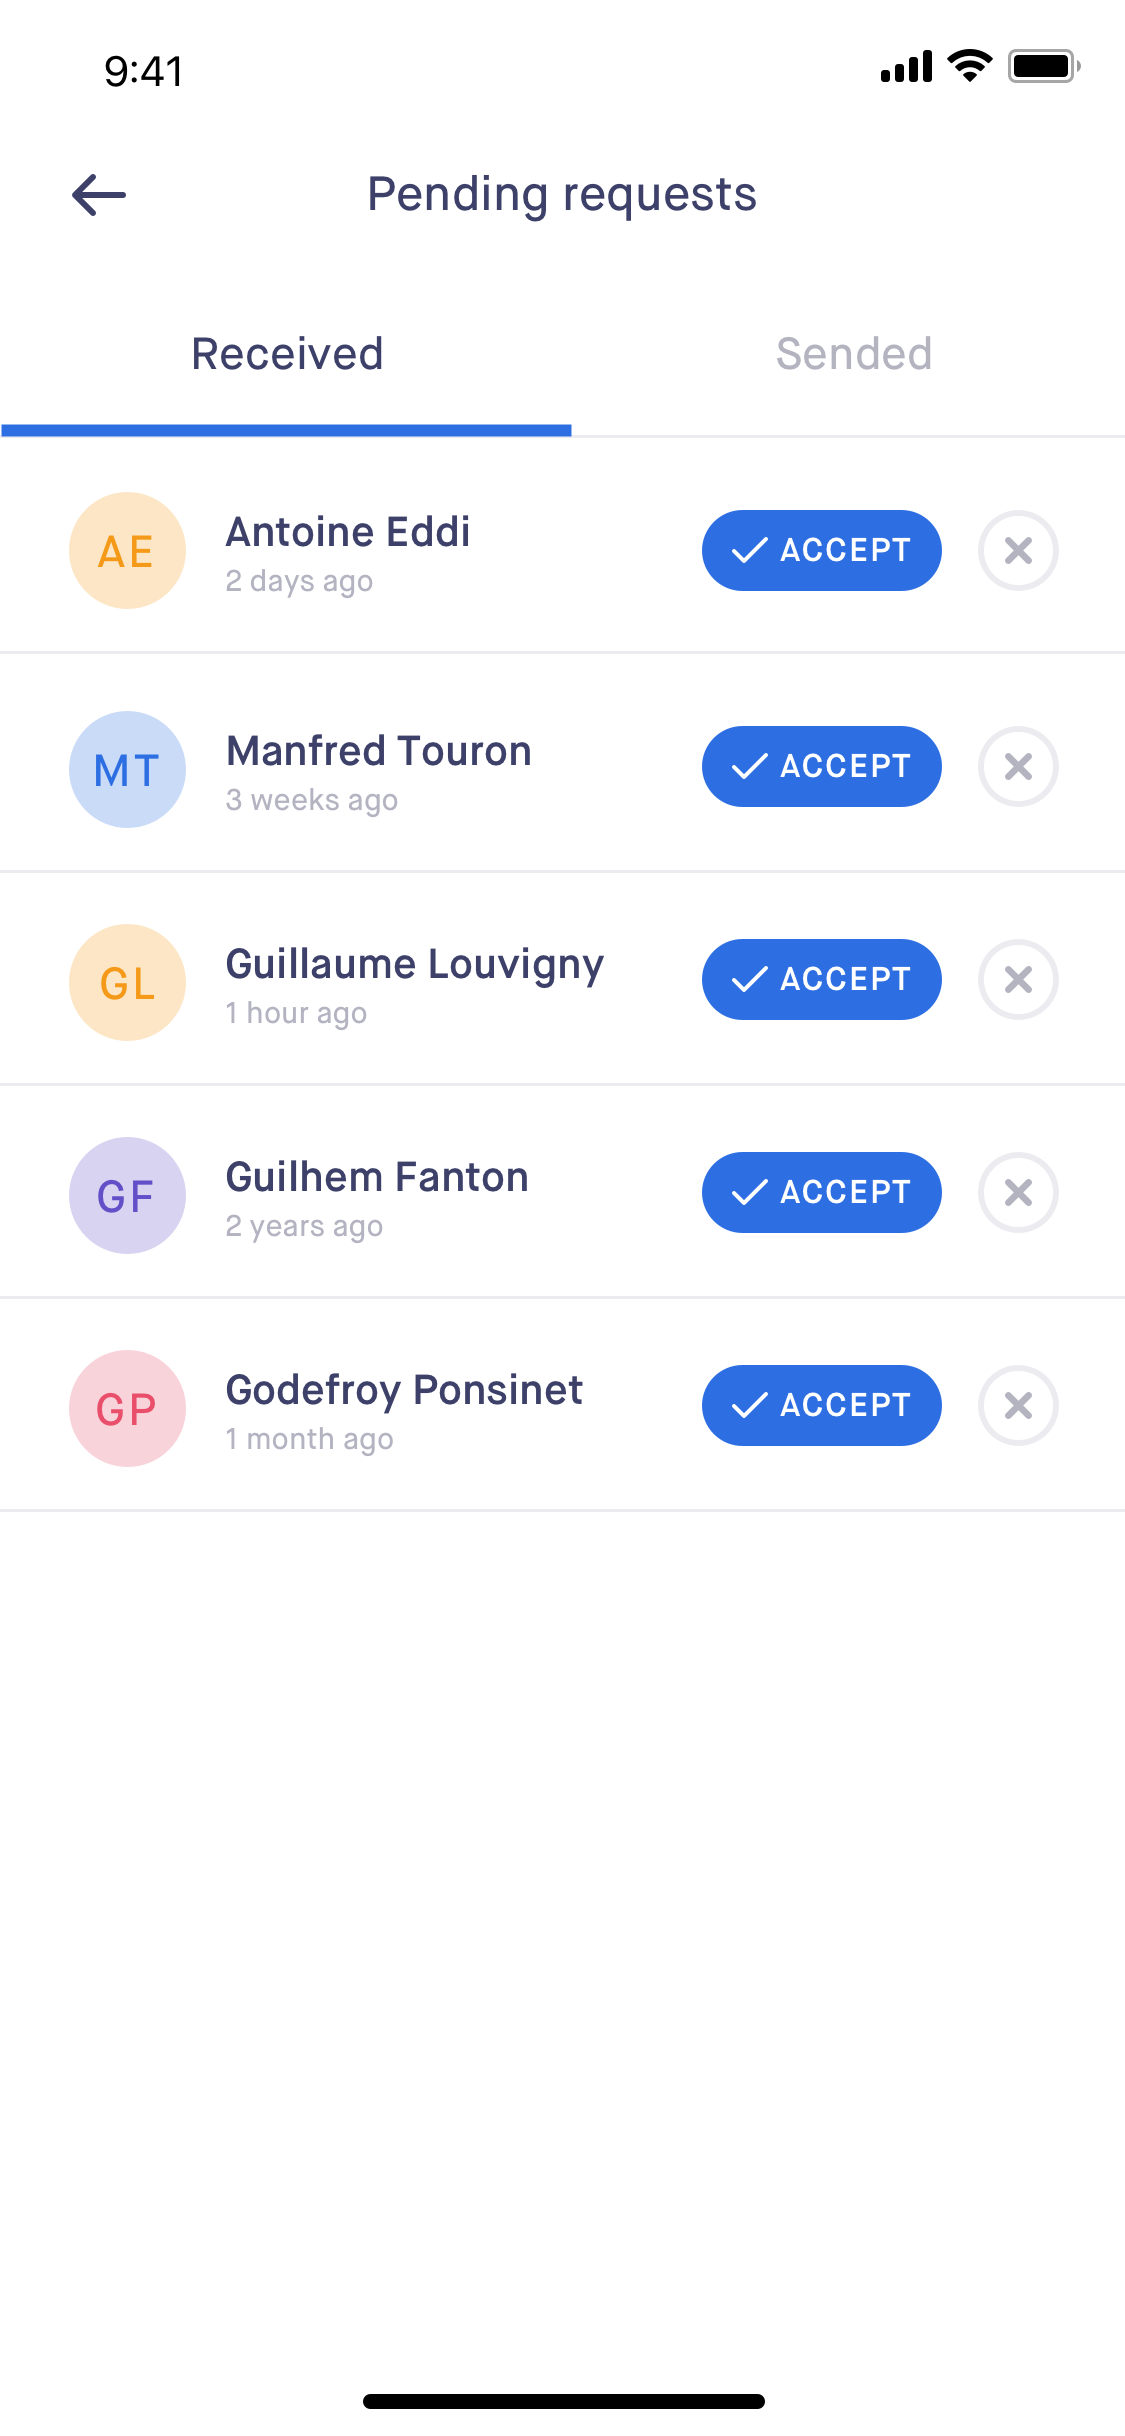 9:41
Pending requests
Received
Sended
AE
Antoine Eddi
2 days ago
ACCEPT
MT
Manfred Touron
3 weeks ago
ACCEPT
GL
Guillaume Louvigny
1 hour ago
ACCEPT
GF
Guilhem Fanton
2 years ago
ACCEPT
GP
Godefroy Ponsinet
1 month ago
ACCEPT